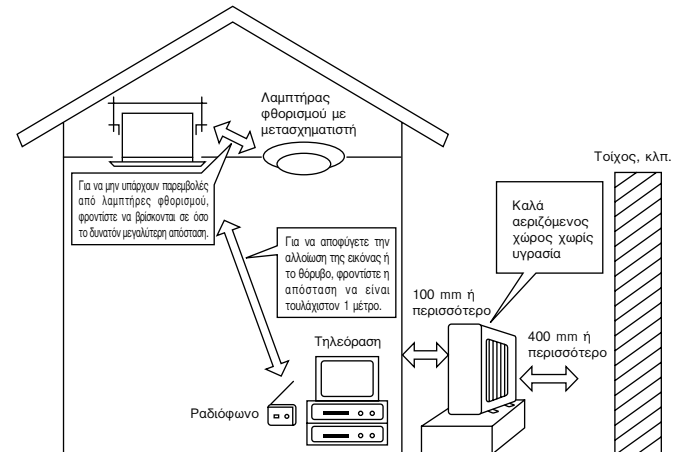 Λαμπτήρας
φθορισμού με
μετασχηματιστή
Τοίχος, κλπ.
Για να μην υπάρχουν παρεμβολές
από λαμπτήρες φθορισμού,
φροντίστε να βρίσκονται σε όσο
το δυνατόν μεγαλύτερη απόσταση.
Καλά
αεριζόμενος
χώρος χωρίς
υγρασία
Για να αποφύγετε την
αλλοίωση της εικόνας ή
το θόρυβο, φροντίστε η
απόσταση να είναι
τουλάχιστον 1 μέτρο.
100 mm ή
περισσότερο
Τηλεόραση
400 mm ή
περισσότερο
Ραδιόφωνο